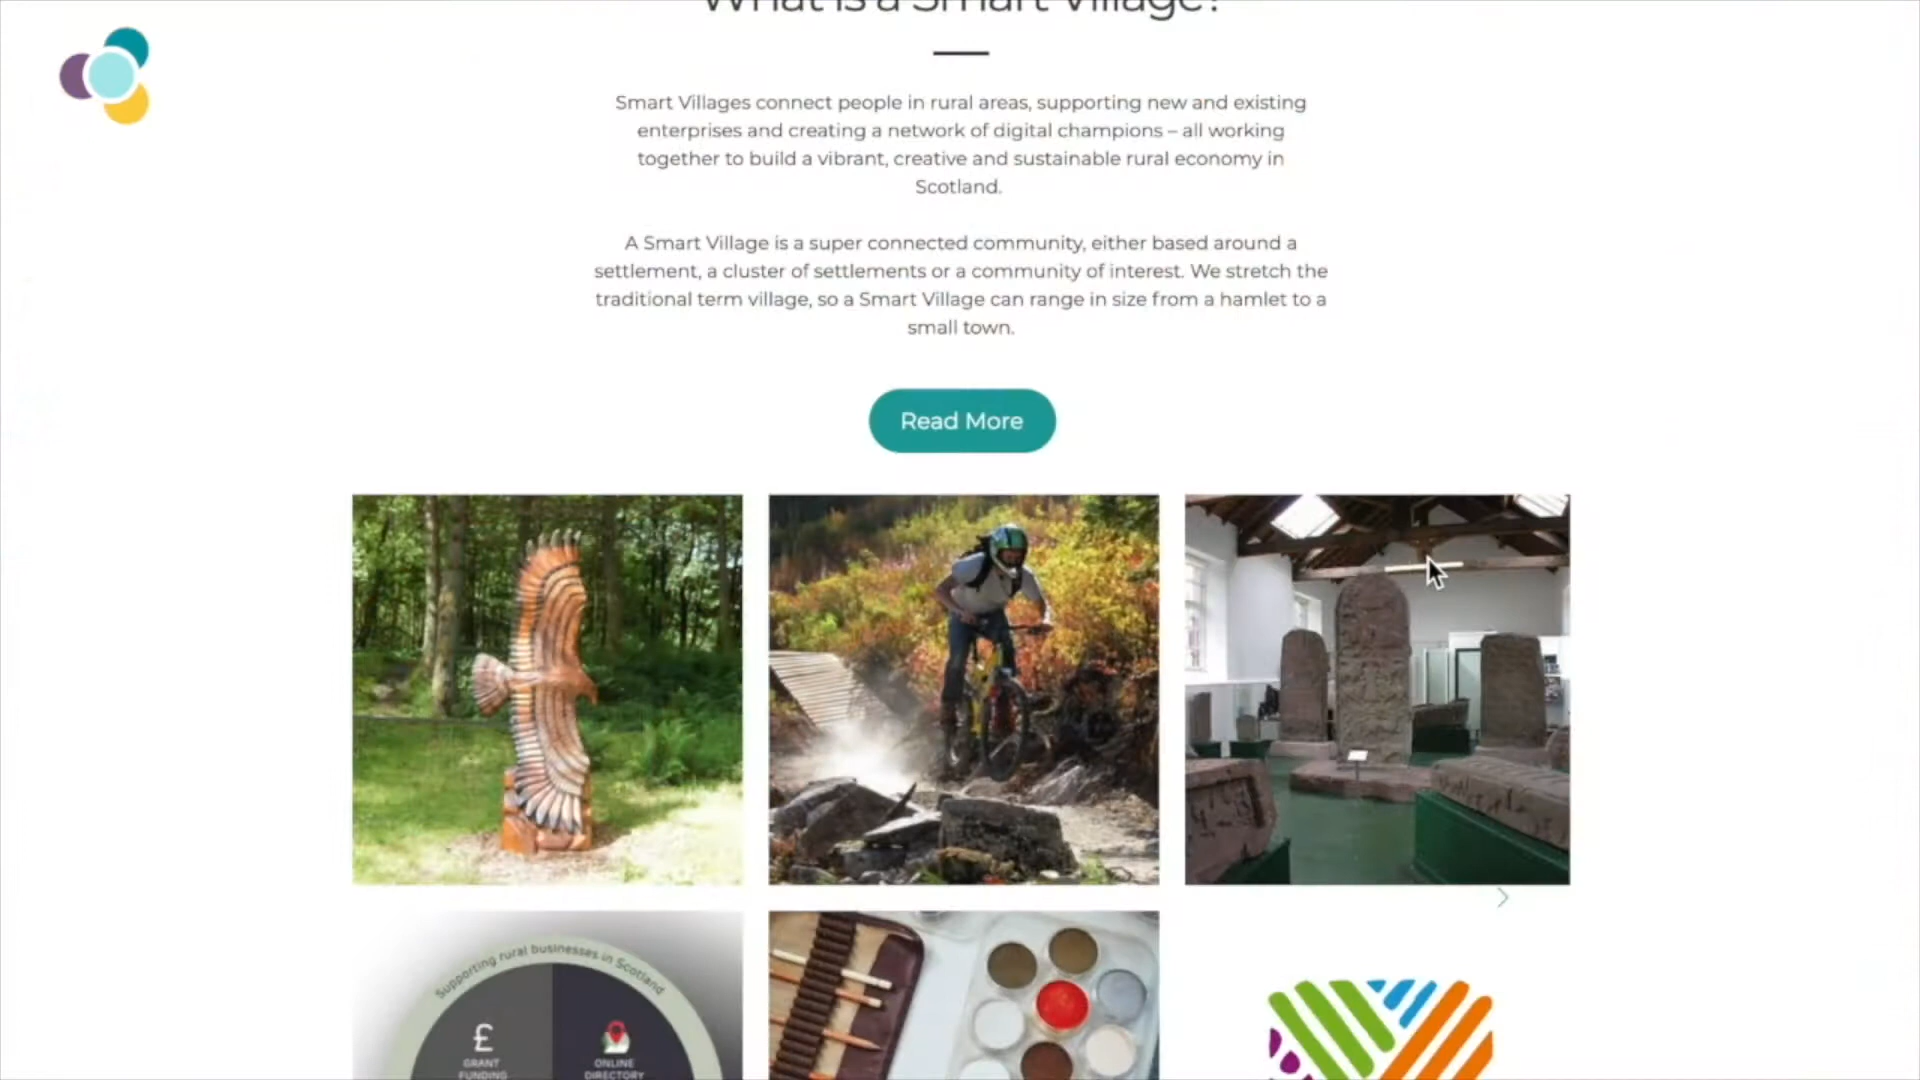 What is a Smart Village?
Smart Villages connect people in rural areas, supporting new and existing
enterprises and creating a network of digital champions – all working
together to build a vibrant, creative and sustainable rural economy in
Scotland.
A Smart Village is a super connected community, either based around a
settlement, a cluster of settlements or a community of interest. We stretch the
traditional term village, so a Smart Village can range in size from a hamlet to a
small town.
Read More
Supporting rural businesses in Scotland
£
GRANT
FUNDING
ONLINE
DIRECTORY